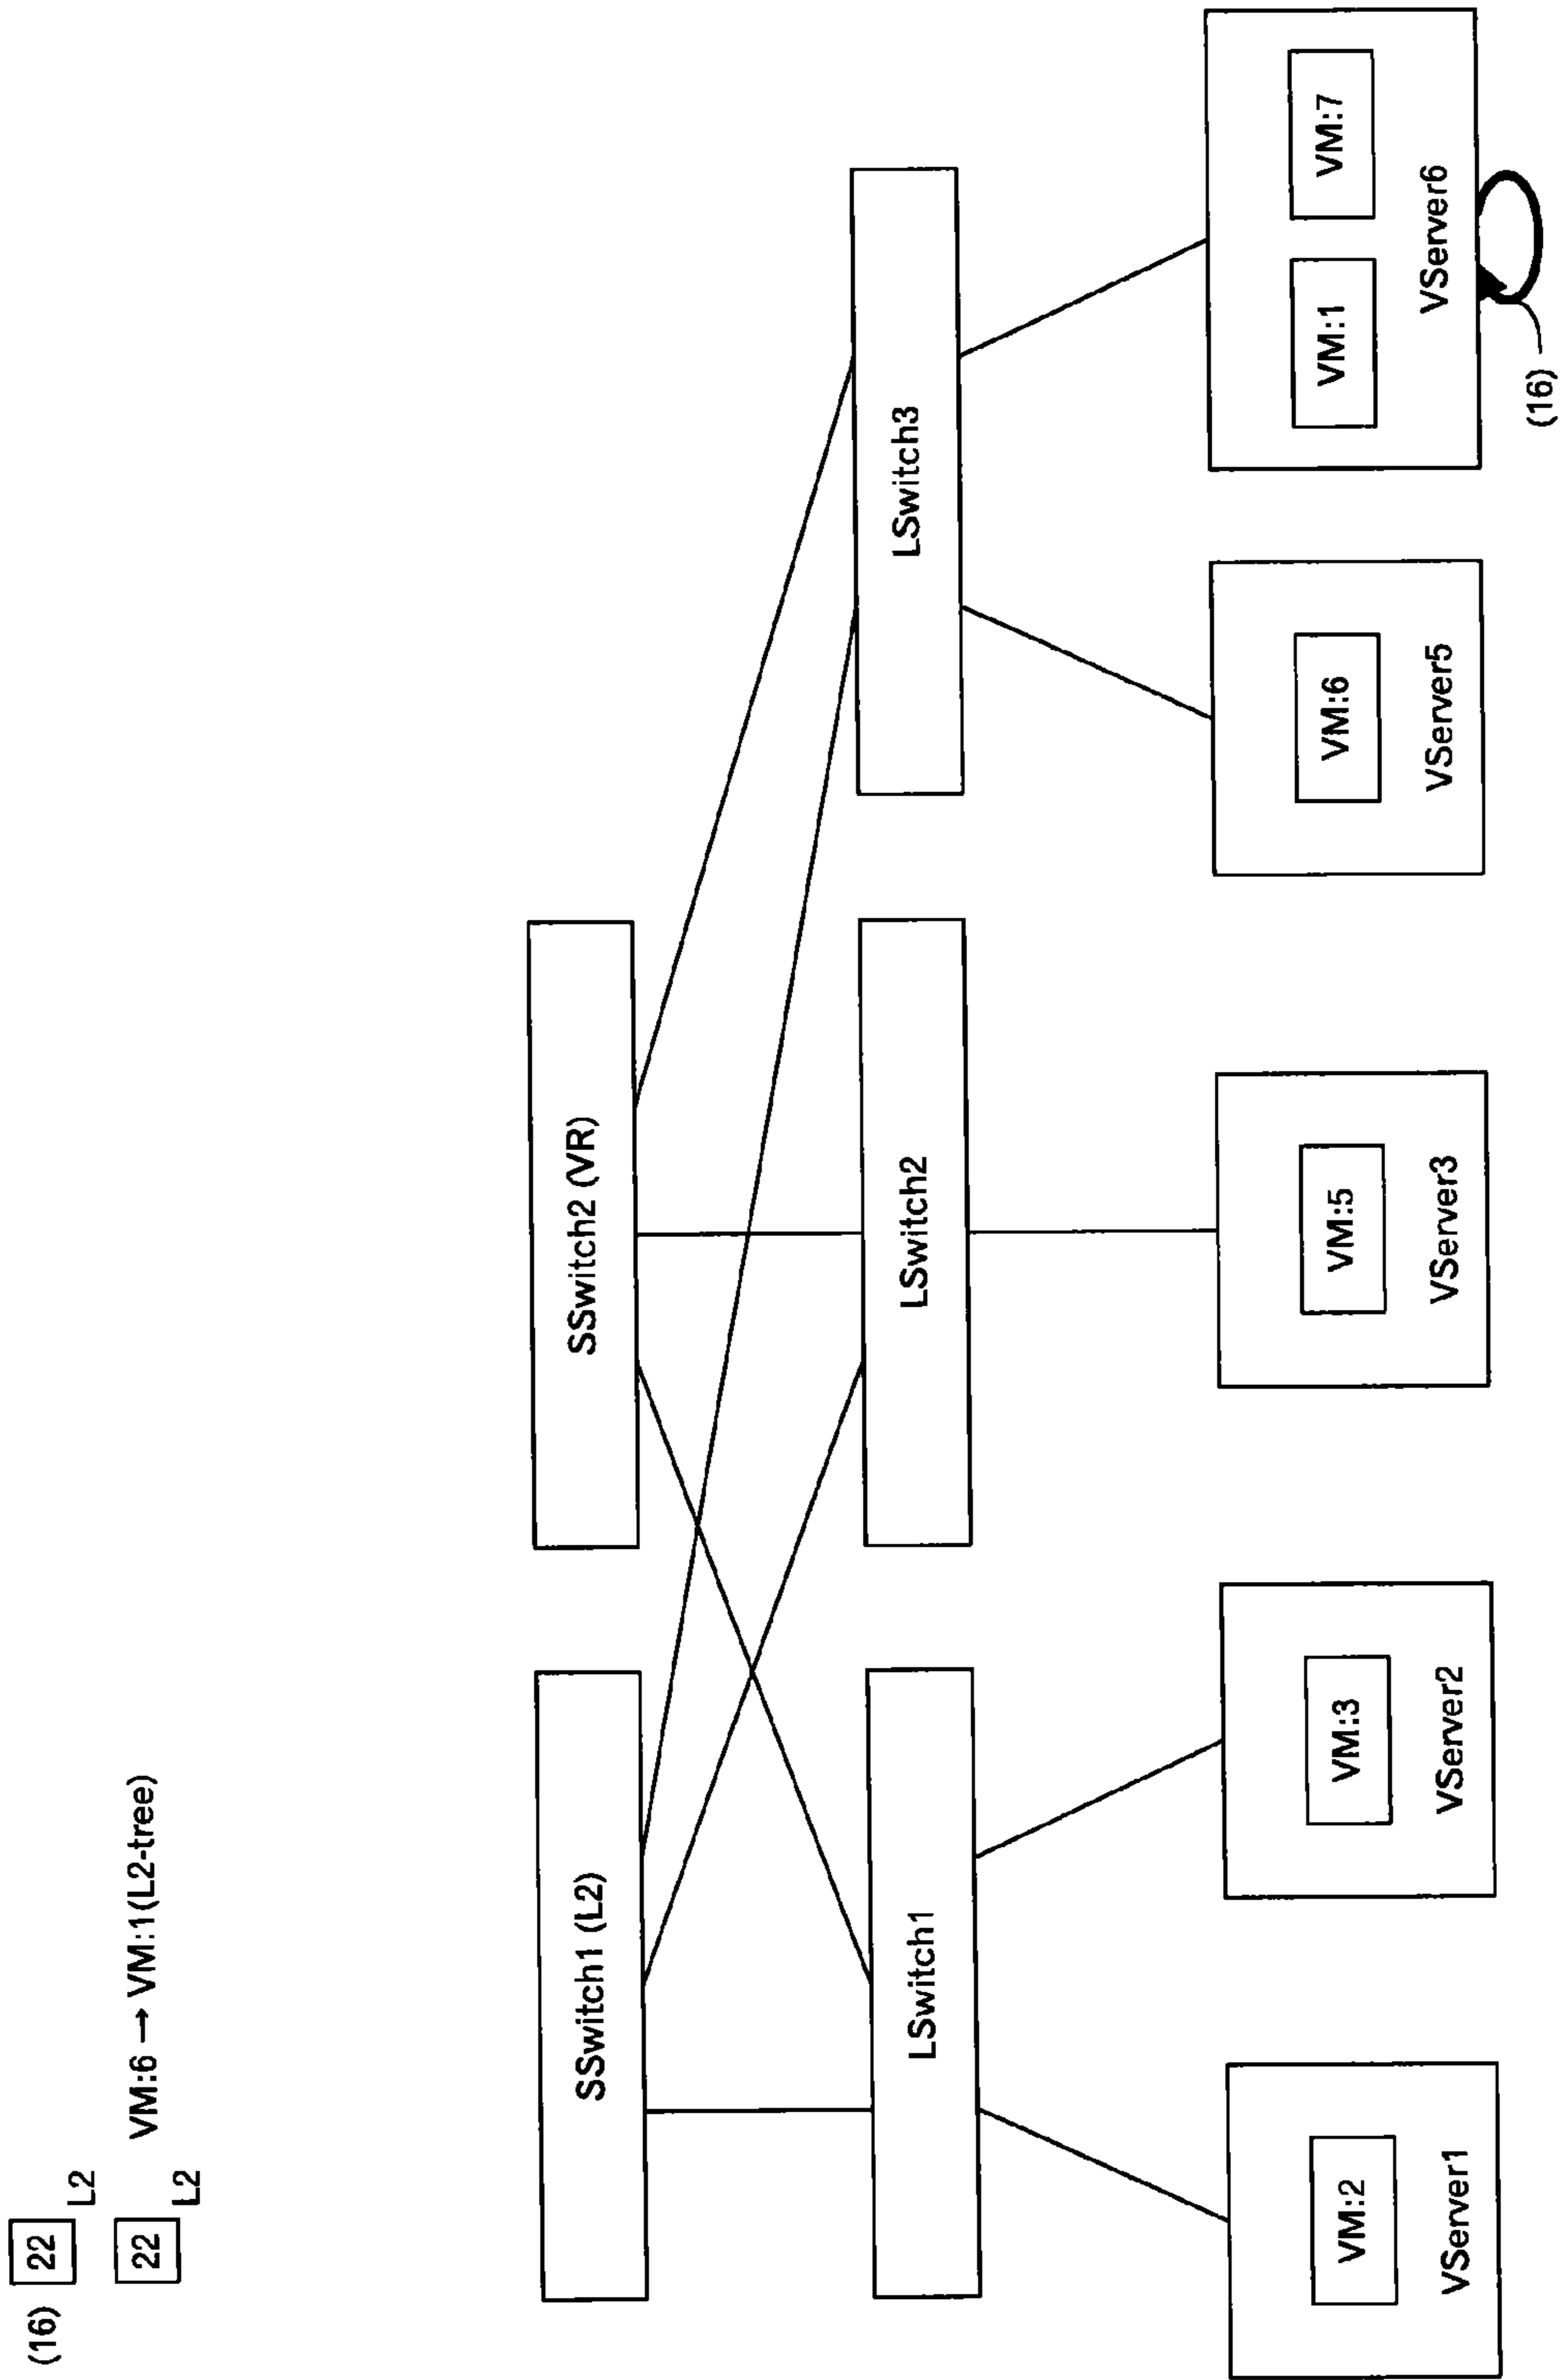 (16) 22 L2
22 L2 VM:6 → VM:1(L2-tree)
SSwitch1 (L2)
SSwitch2 (VR)
LSwitch1
LSwitch2
LSwitch3
VM:2
VM:3
VM:5
VM:6
VM:1
VM:7
VServer1
VServer2
VServer3
VServer5
VServer6
(16)